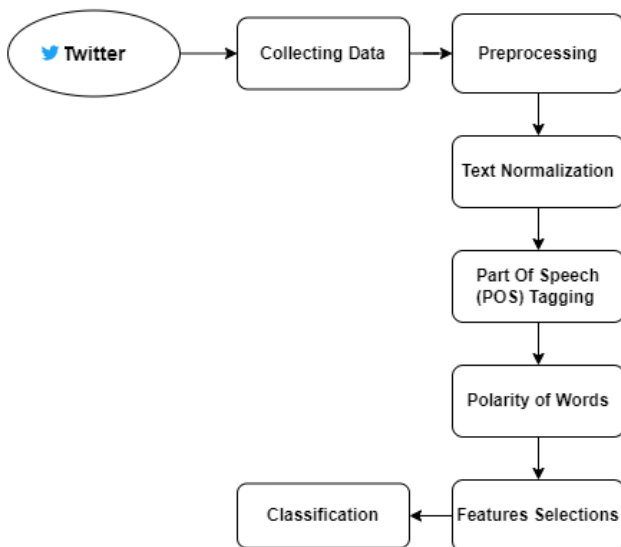 Twitter
Collecting Data
Preprocessing
Text Normalization
Part Of Speech
(POS) Tagging
Polarity of Words
Features Selections
Classification